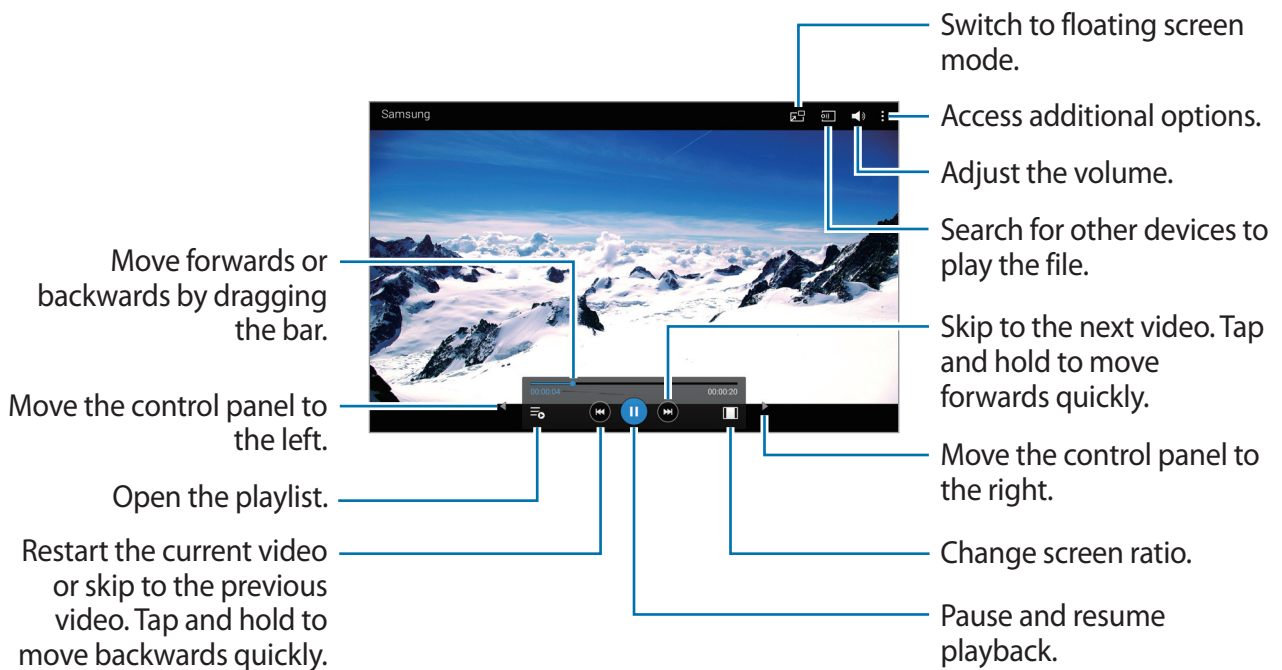 Switch to floating screen
mode.
Samsung
Access additional options.
Adjust the volume.
Search for other devices to
play the file.
Move forwards or
backwards by dragging
the bar.
Skip to the next video. Tap
and hold to move
forwards quickly.
00:00:04
00:00:20
Move the control panel to
the left.
Move the control panel to
the right.
Open the playlist.
Restart the current video
or skip to the previous
video. Tap and hold to
move backwards quickly.
Change screen ratio.
Pause and resume
playback.